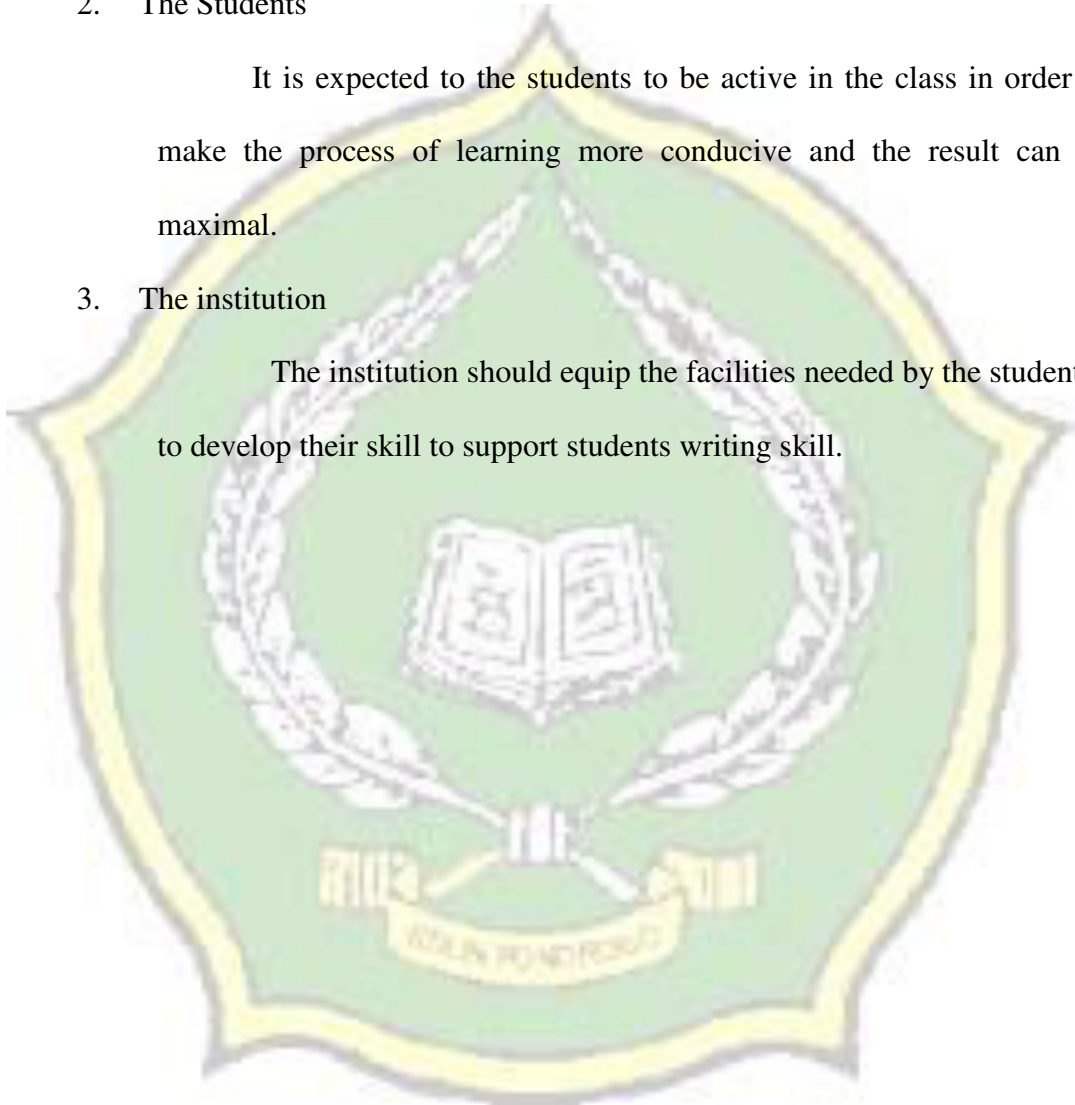 2. The Students
It is expected to the students to be active in the class in order
make the process of learning more conducive and the result can
maximal.
3. The institution
The institution should equip the facilities needed by the student
to develop their skill to support students writing skill.
PONOROGO